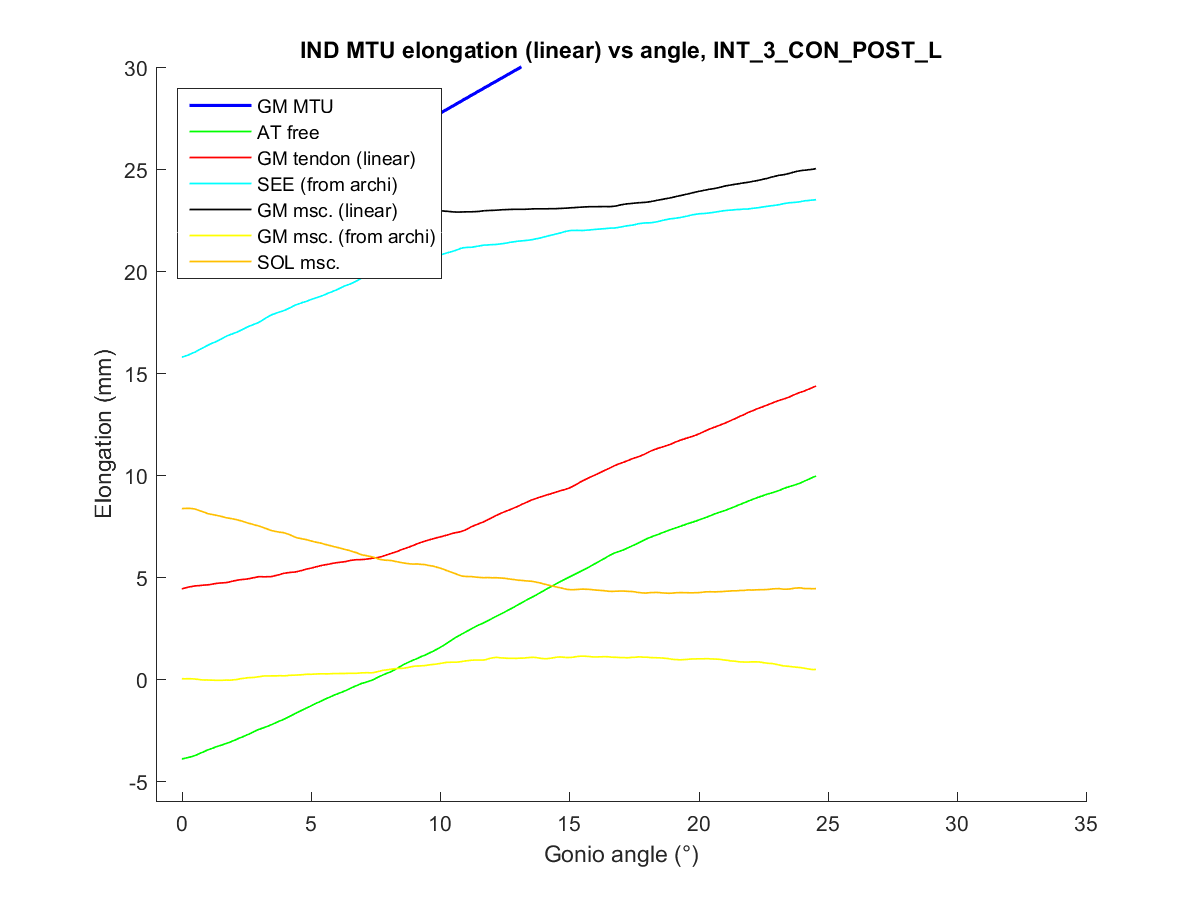 IND MTU elongation (linear) vs angle, INT_3_CON_POST_L
30
25
20
15
10
5
0
-5
Elongation (mm)
GM MTU
AT free
GM tendon (linear)
SEE (from archi)
GM msc. (linear)
GM msc. (from archi)
SOL msc.
0 5 10 15 20 25 30 35
Gonio angle (°)